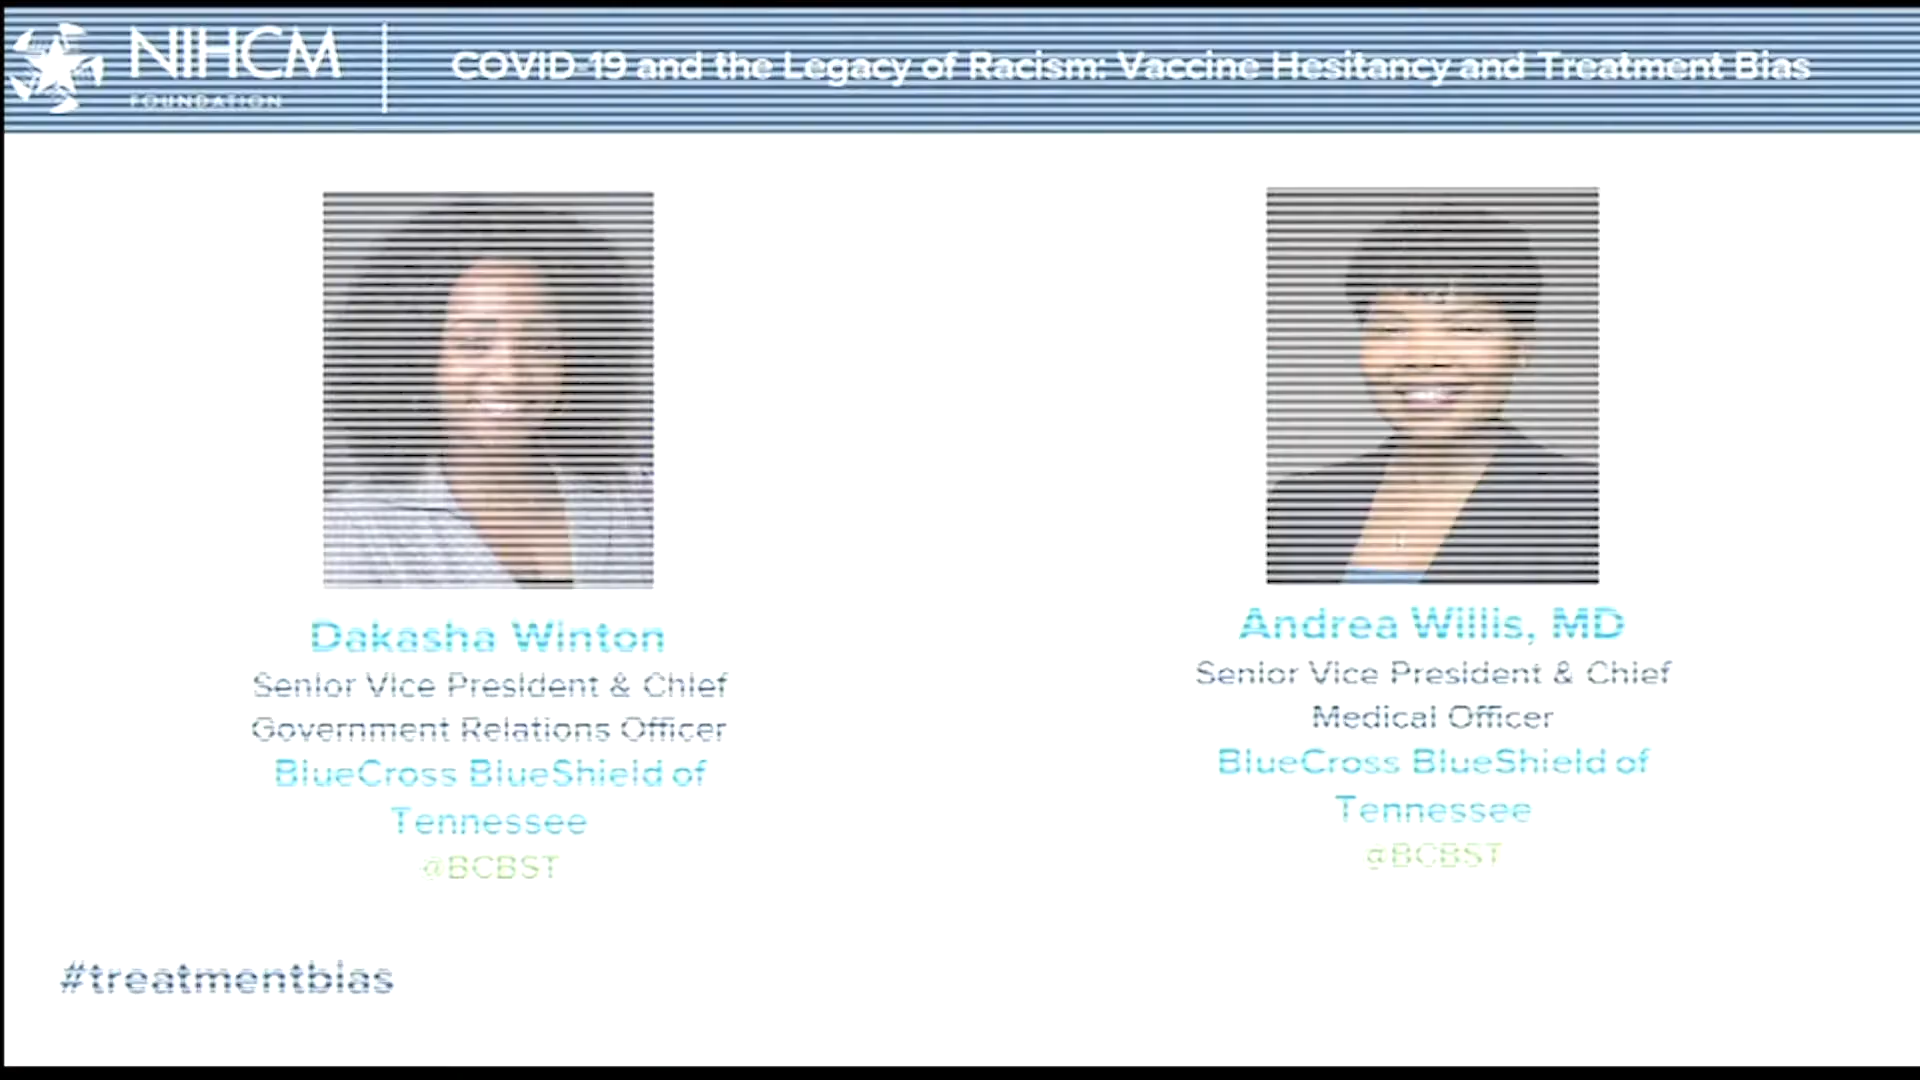 NIHCM
FOUNDATION
COVID-19 and the Legacy of Racism: Vaccine Hesitancy and Treatment Bias
Dakasha Winton
Senior Vice President & Chief
Government Relations Officer
BlueCross BlueShield of
Tennessee
@BCBST
Andrea Willis, MD
Senior Vice President & Chief
Medical Officer
BlueCross BlueShield of
Tennessee
@BCBST
#treatmentbias